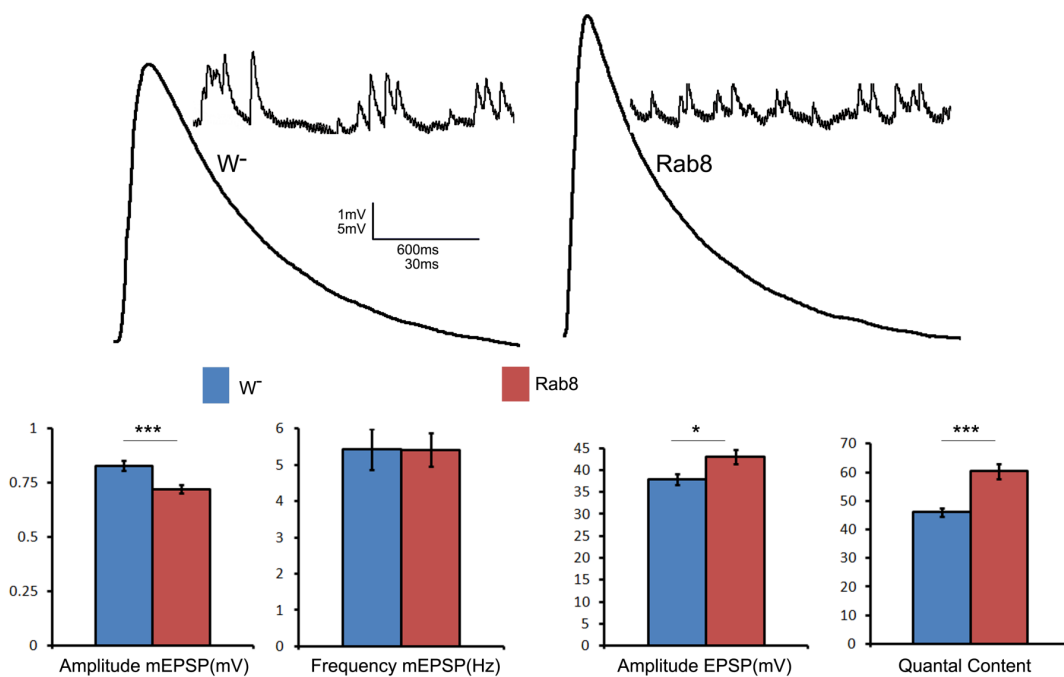 W-
Rab8
1mV
5mV
600ms
30ms
W-
Rab8
1
0.75
0.5
0.25
0
***
Amplitude mEPSP(mV)
6
5
4
3
2
1
0
Frequency mEPSP(Hz)
45
40
35
30
25
20
15
10
5
0
*
Amplitude EPSP(mV)
70
60
50
40
30
20
10
0
***
Quantal Content